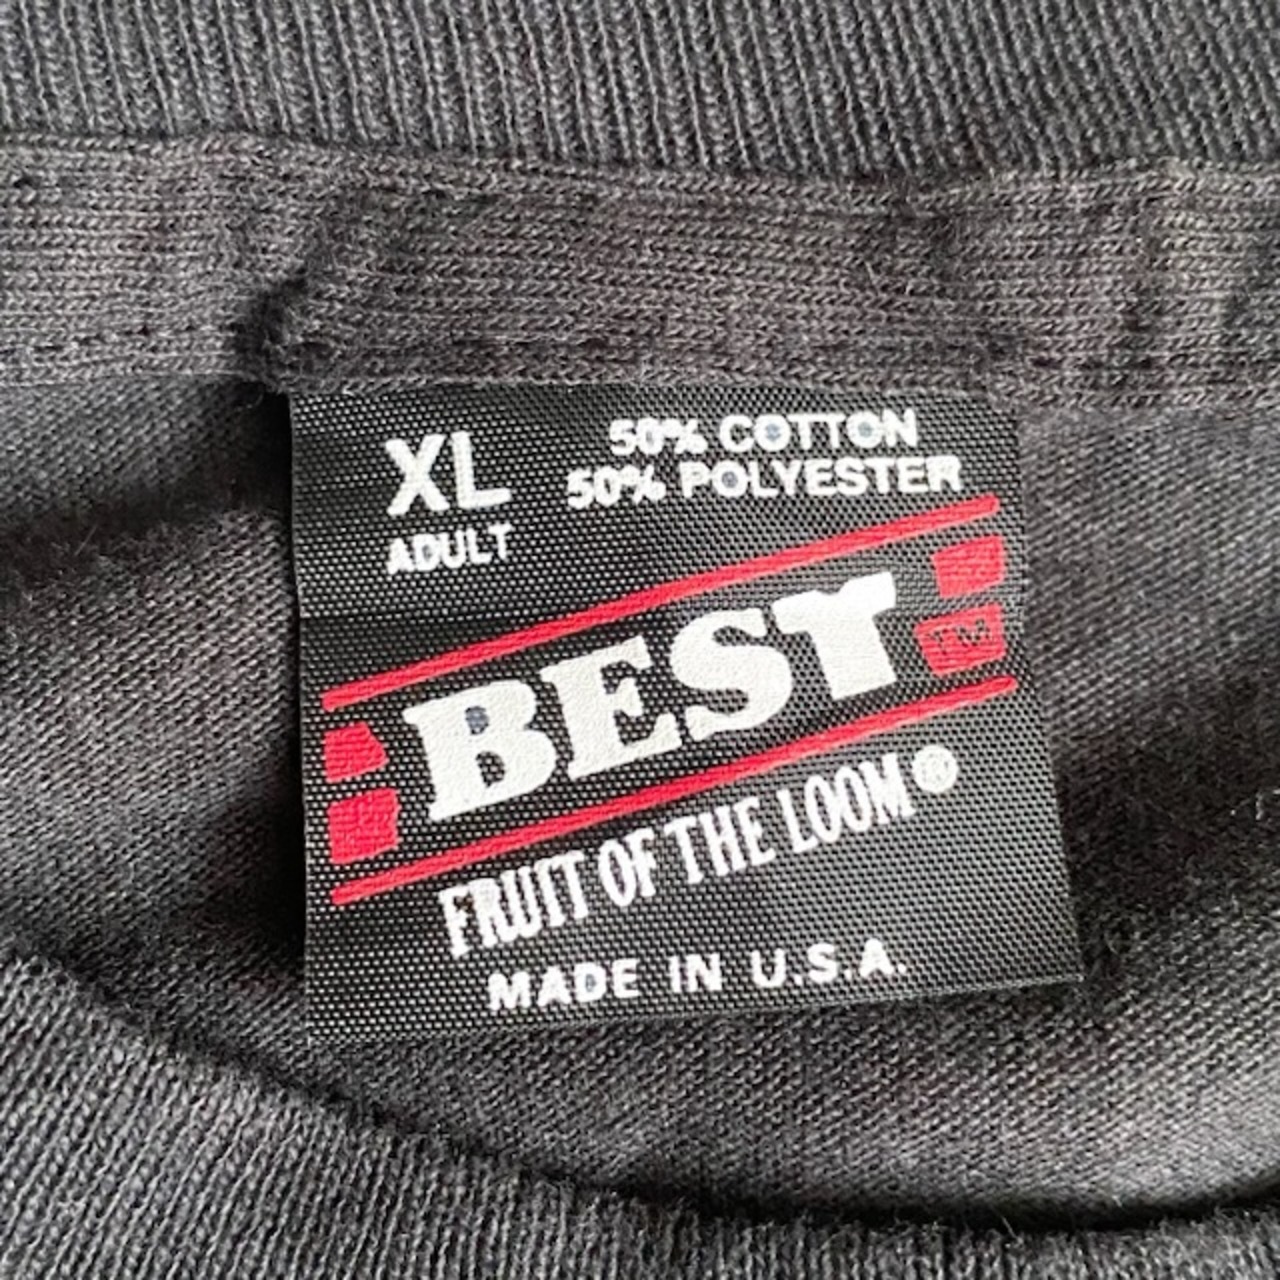 XL
ADULT
50% COTTON
50% POLYESTER
BEST
TM
FRUIT OF THE LOOM®
MADE IN U.S.A.